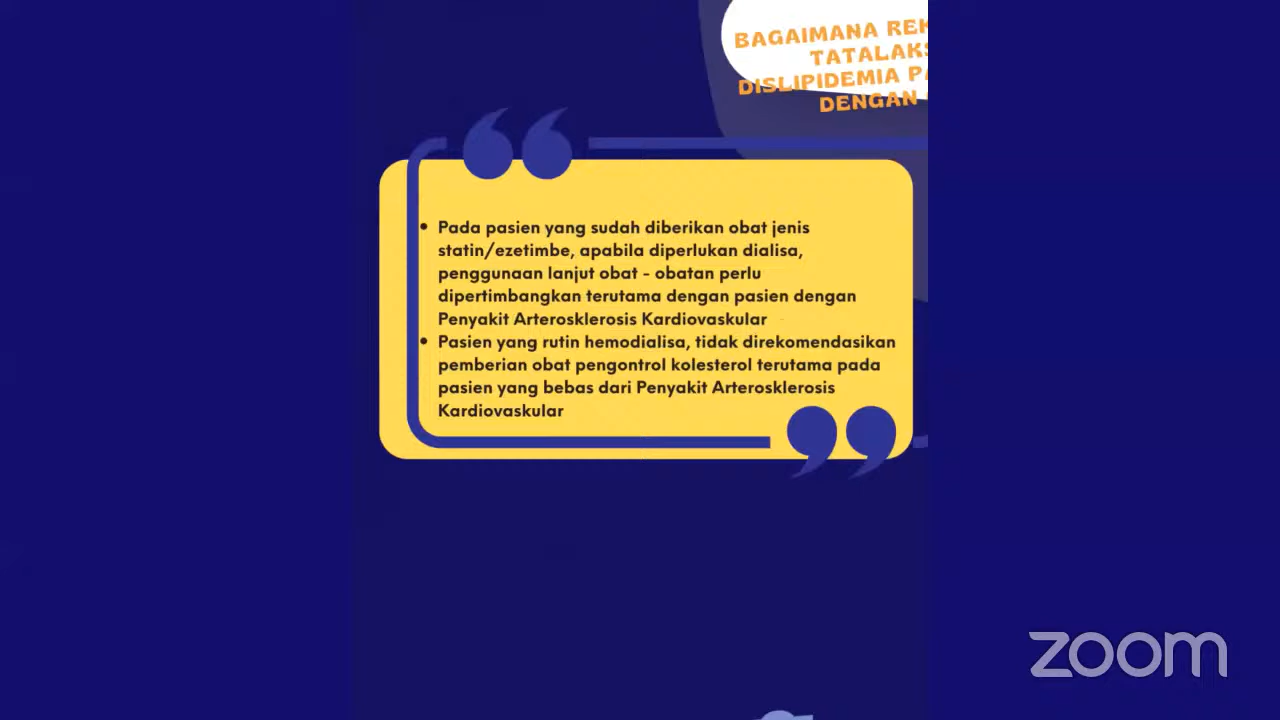 BAGAIMANA
TATALAKS
DISLIPIDEMIA
DENGAN
• Pada pasien yang sudah diberikan obat jenis
statin/ezetimbe, apabila diperlukan dialisa,
penggunaan lanjut obat - obatan perlu
dipertimbangkan terutama dengan pasien dengan
Penyakit Arterosklerosis Kardiovaskular
• Pasien yang rutin hemodialisa, tidak direkomendasikan
pemberian obat pengontrol kolesterol terutama pada
pasien yang bebas dari Penyakit Arterosklerosis
Kardiovaskular
zoom